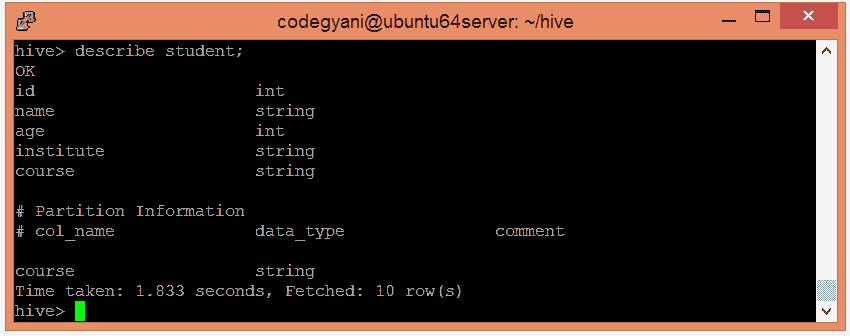 codegyani@ubuntu64server: ~/hive
hive> describe student;
OK
id                      int
name                    string
age                     int
institute               string
course                  string

# Partition Information
# col_name              data_type               comment

course                  string
Time taken: 1.833 seconds, Fetched: 10 row(s)
hive>